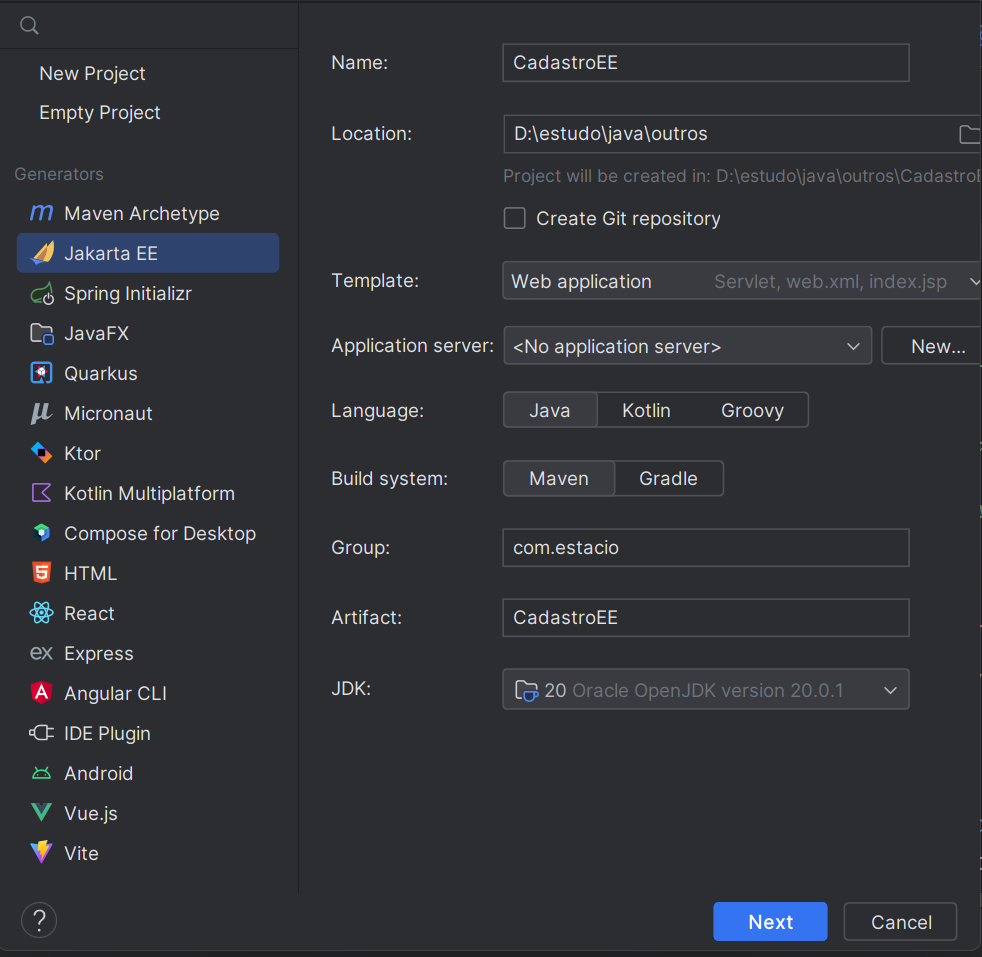 New Project
Empty Project
Generators
Maven Archetype
Jakarta EE
Spring Initializr
JavaFX
Quarkus
Micronaut
Ktor
Kotlin Multiplatform
Compose for Desktop
HTML
React
Express
Angular CLI
IDE Plugin
Android
Vue.js
Vite
Name: CadastroEE
Location: D:\estudo\java\outros
Project will be created in: D:\estudo\java\outros\CadastroE
Create Git repository
Template: Web application Servlet, web.xml, index.jsp
Application server: <No application server> New...
Language: Java Kotlin Groovy
Build system: Maven Gradle
Group: com.estacio
Artifact: CadastroEE
JDK: 20 Oracle OpenJDK version 20.0.1
? Next Cancel